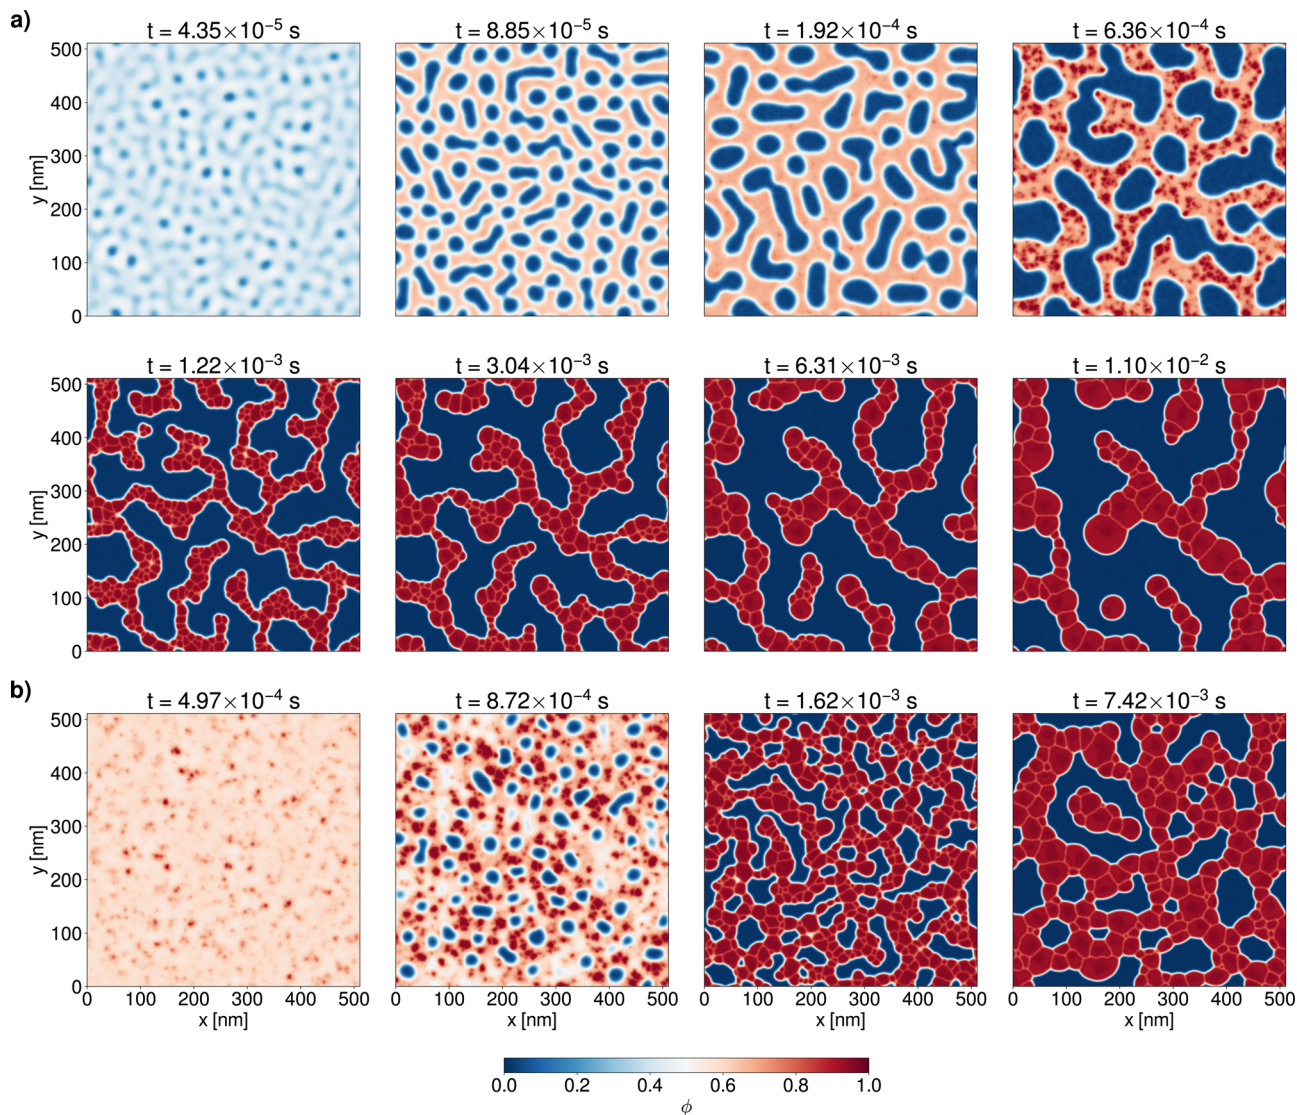 a)
t = 4.35×10⁻⁵ s
t = 8.85×10⁻⁵ s
t = 1.92×10⁻⁴ s
t = 6.36×10⁻⁴ s
500
400
300
200
100
0
y [nm]
t = 1.22×10⁻³ s
t = 3.04×10⁻³ s
t = 6.31×10⁻³ s
t = 1.10×10⁻² s
500
400
300
200
100
0
y [nm]
b)
t = 4.97×10⁻⁴ s
t = 8.72×10⁻⁴ s
t = 1.62×10⁻³ s
t = 7.42×10⁻³ s
500
400
300
200
100
0
y [nm]
0 100 200 300 400 500
0 100 200 300 400 500
0 100 200 300 400 500
0 100 200 300 400 500
x [nm]
x [nm]
x [nm]
x [nm]
0.0 0.2 0.4 0.6 0.8 1.0
ϕ